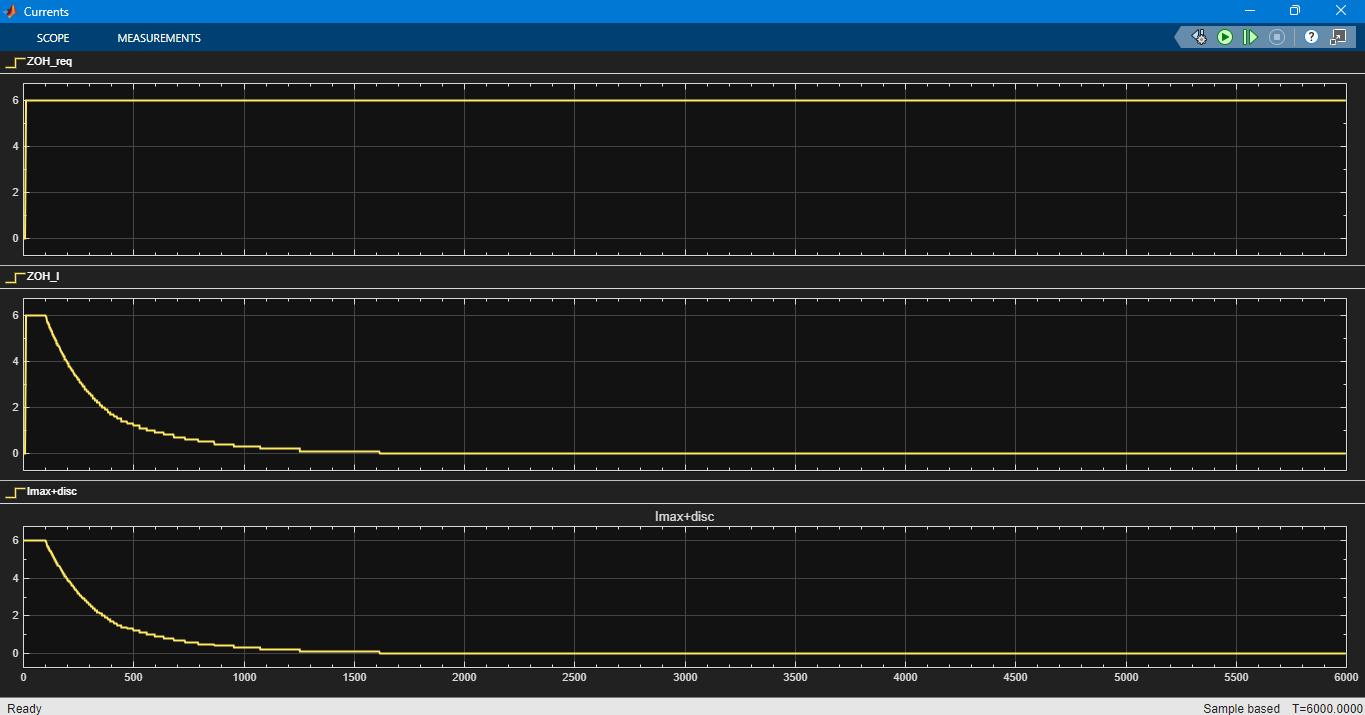 Currents
SCOPE MEASUREMENTS
?
ZOH_req
6
4
2
0
ZOH_I
6
4
2
0
Imax+disc
Imax+disc
6
4
2
0
0 500 1000 1500 2000 2500 3000 3500 4000 4500 5000 5500 6000
Ready Sample based T=6000.0000